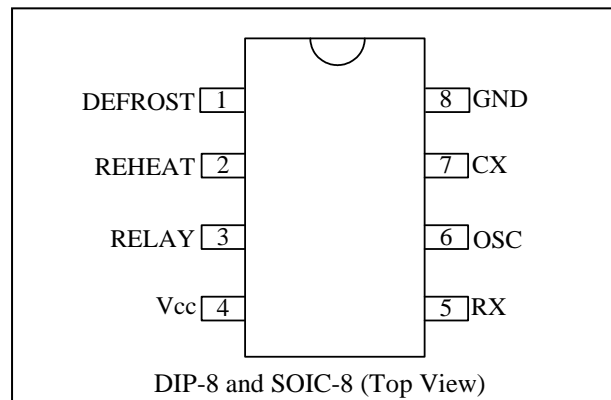 DEFROST 1 8 GND
REHEAT 2 7 CX
RELAY 3 6 OSC
Vcc 4 5 RX
DIP-8 and SOIC-8 (Top View)